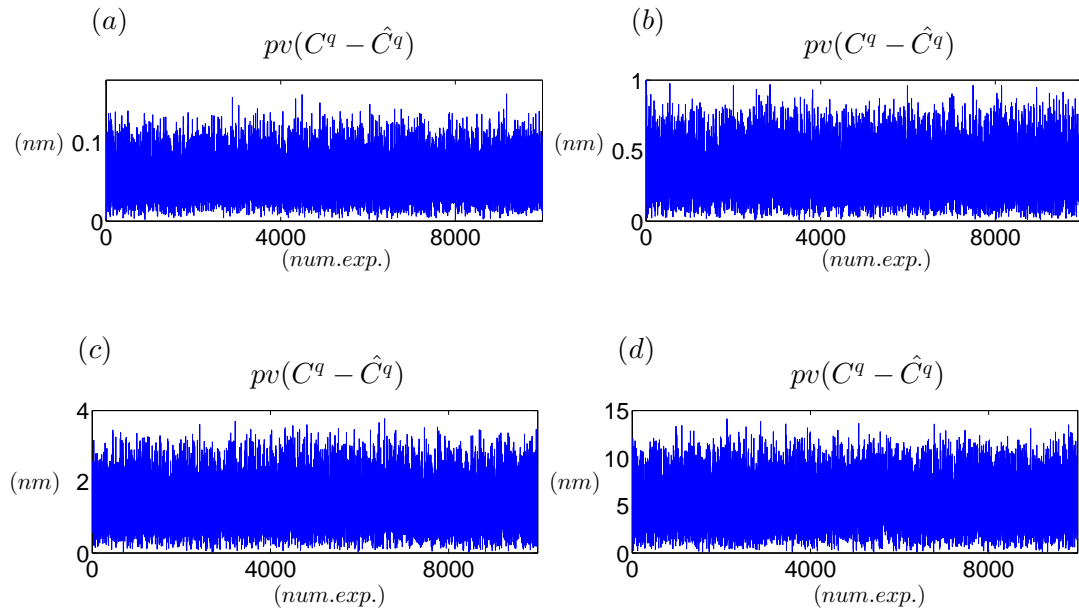 (a)
pv(C^q − Ĉ^q)
(nm)
0.1
0
0 4000 8000
(num.exp.)
(b)
pv(C^q − Ĉ^q)
(nm)
1
0.5
0
0 4000 8000
(num.exp.)
(c)
pv(C^q − Ĉ^q)
(nm)
4
2
0
0 4000 8000
(num.exp.)
(d)
pv(C^q − Ĉ^q)
(nm)
15
10
5
0
0 4000 8000
(num.exp.)